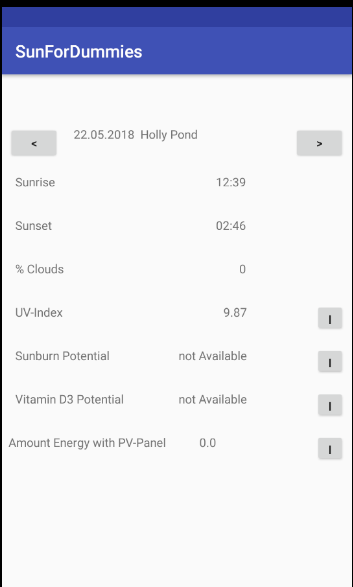 SunForDummies
< 22.05.2018 Holly Pond >
Sunrise 12:39
Sunset 02:46
% Clouds 0
UV-Index 9.87 I
Sunburn Potential not Available I
Vitamin D3 Potential not Available I
Amount Energy with PV-Panel 0.0 I